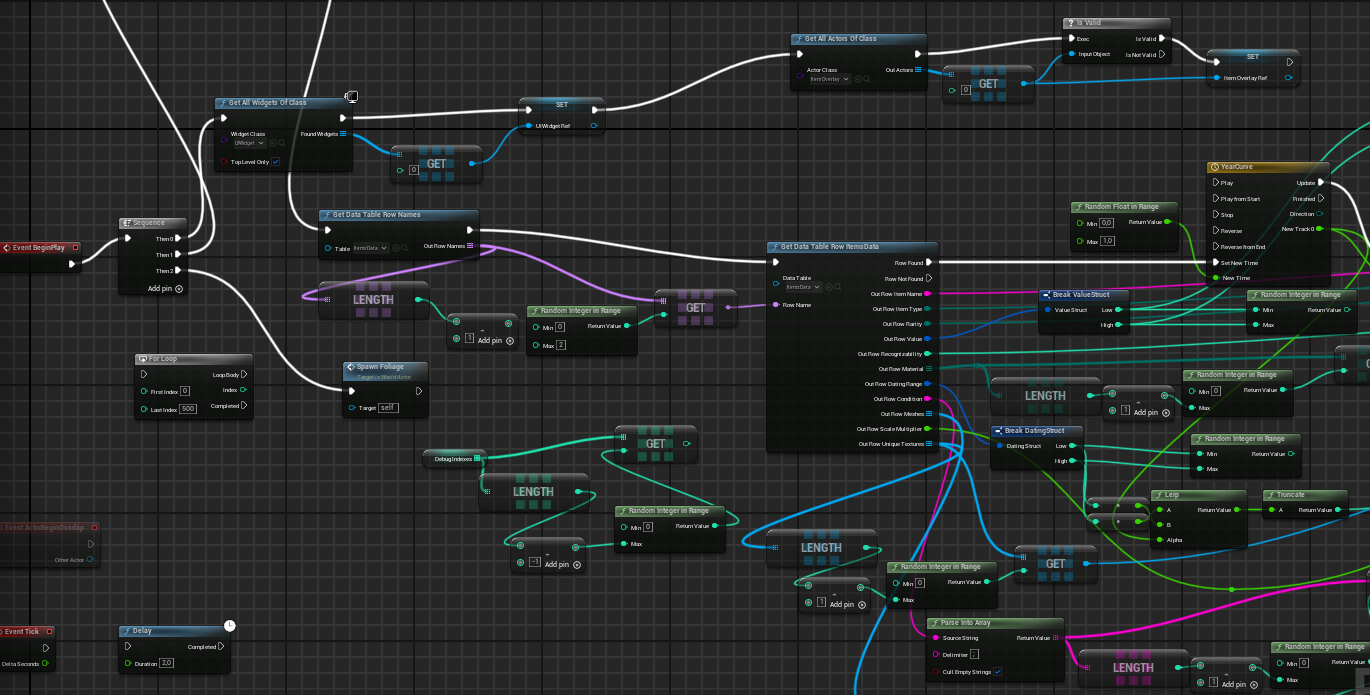 Get All Actors Of Class
Actor Class
ItemOverlay
Out Actors
GET
0
? Is Valid
Exec
Is Valid
Input Object
Is Not Valid
SET
Item Overlay Ref
Get All Widgets Of Class
Widget Class
UIWidget
Found Widgets
Top Level Only
GET
0
SET
UIWidget Ref
Event BeginPlay
Sequence
Then 0
Then 1
Then 2
Add pin
Get Data Table Row Names
Table
ItemsData
Out Row Names
LENGTH
-
1
Add pin
Random Integer in Range
Min
0
Return Value
Max
2
GET
Get Data Table Row ItemsData
Data Table
ItemsData
Row Name
Row Found
Row Not Found
Out Row Item Name
Out Row Item Type
Out Row Rarity
Out Row Value
Out Row Recognizability
Out Row Material
Out Row Dating Range
Out Row Condition
Out Row Meshes
Out Row Scale Multiplier
Out Row Unique Textures
Random Float in Range
Min
0,0
Return Value
Max
1,0
YearCurve
Play
Update
Play from Start
Finished
Stop
Direction
Reverse
New Track 0
Reverse from End
Set New Time
New Time
Break ValueStruct
Value Struct
Low
High
Random Integer in Range
Min
Return Value
Max
LENGTH
-
1
Add pin
Random Integer in Range
Min
0
Return Value
Max
Break DatingStruct
Dating Struct
Low
High
Random Integer in Range
Min
Return Value
Max
Lerp
A
Return Value
B
Alpha
Truncate
A
Return Value
For Loop
Loop Body
First Index
0
Index
Last Index
500
Completed
Spawn Foliage
Target is World Actor
Target
self
Debug Indexes
GET
LENGTH
-
-1
Add pin
Random Integer in Range
Min
0
Return Value
Max
LENGTH
-
1
Add pin
Random Integer in Range
Min
0
Return Value
Max
GET
Parse Into Array
Source String
Return Value
Delimiter
Cull Empty Strings
LENGTH
-
1
Add pin
Random Integer in Range
Min
0
Return Value
Max
Event ActorBeginOverlap
Other Actor
Event Tick
Delta Seconds
Delay
Completed
Duration
2,0